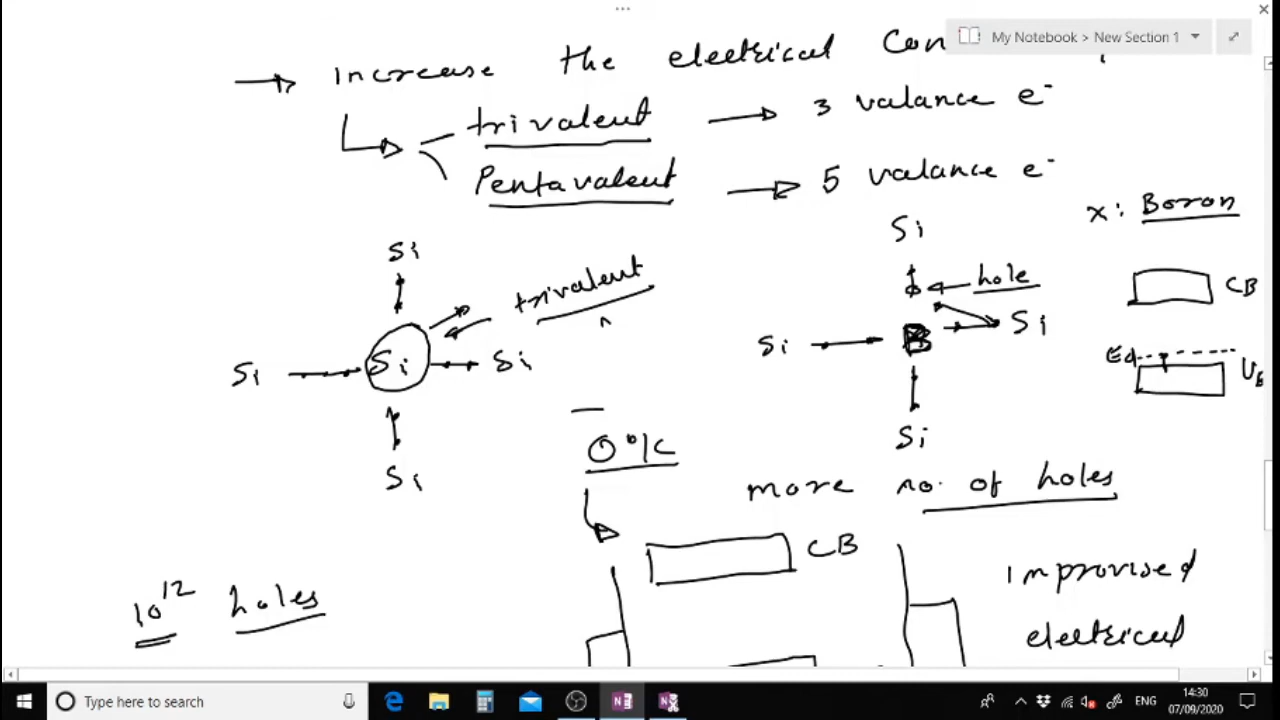 My Notebook > New Section 1
→ Increase the electrical Con
trivalent → 3 valance e-
Pentavalent → 5 valance e-
x: Boron
Si
Si
hole
CB
trivalent
Si Si Si
Si B Si
Ea
Si
Si
0°K
more no. of holes
CB
10^12 holes
Improvised
electrical
Type here to search
ENG
14:30
07/09/2020